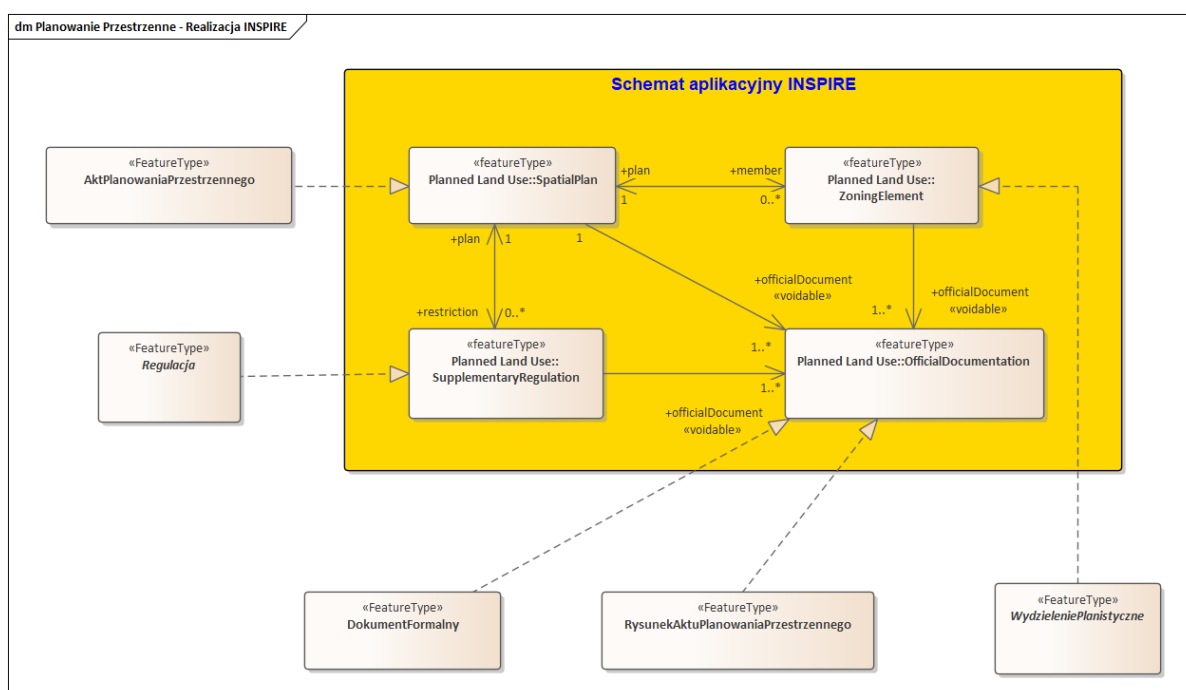 dm Planowanie Przestrzenne - Realizacja INSPIRE
Schemat aplikacyjny INSPIRE
«FeatureType»
AktPlanowaniaPrzestrzennego
«featureType»
Planned Land Use::SpatialPlan
+plan
1
+member
0..*
«featureType»
Planned Land Use::
ZoningElement
+plan
1
1
+officialDocument
«voidable»
+officialDocument
«voidable»
1..*
+restriction
0..*
«FeatureType»
Regulacja
«featureType»
Planned Land Use::
SupplementaryRegulation
1..*
1..*
«featureType»
Planned Land Use::OfficialDocumentation
+officialDocument
«voidable»
«FeatureType»
DokumentFormalny
«FeatureType»
RysunekAktuPlanowaniaPrzestrzennego
«FeatureType»
WydzieleniePlanistyczne